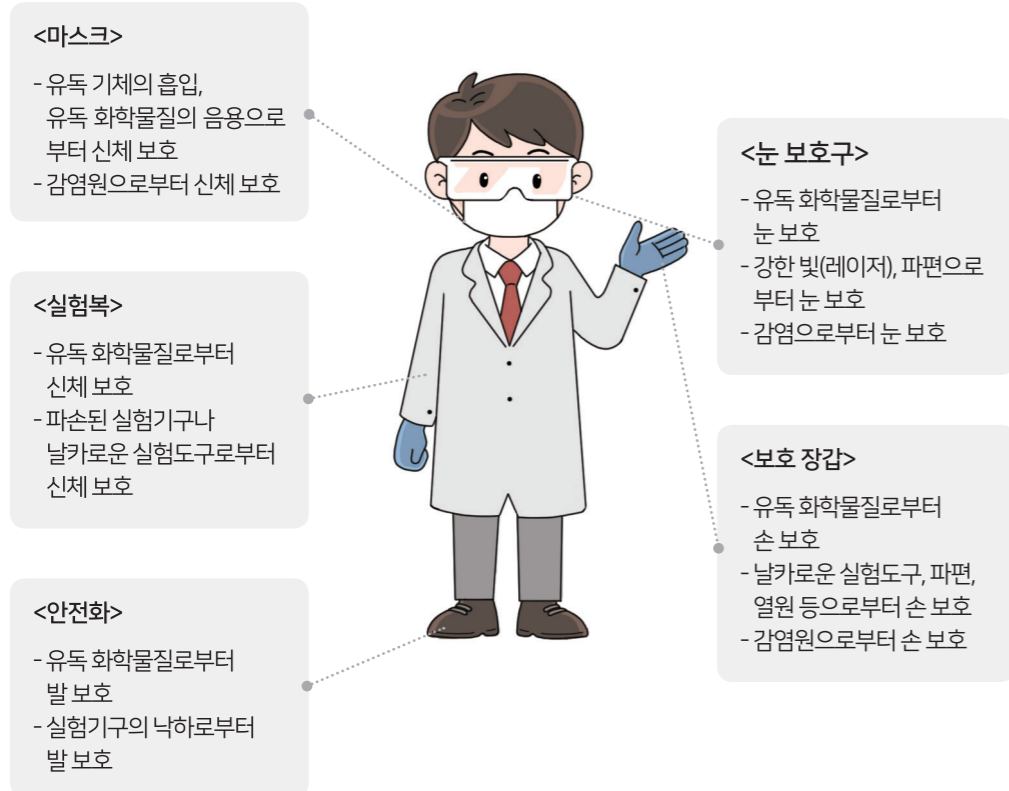 <마스크>
- 유독 기체의 흡입,
유독 화학물질의 음용으로
부터 신체 보호
- 감염원으로부터 신체 보호
<실험복>
- 유독 화학물질로부터
신체 보호
- 파손된 실험기구나
날카로운 실험도구로부터
신체 보호
<안전화>
- 유독 화학물질로부터
발 보호
- 실험기구의 낙하로부터
발 보호
<눈 보호구>
- 유독 화학물질로부터
눈 보호
- 강한 빛(레이저), 파편으로
부터 눈 보호
- 감염으로부터 눈 보호
<보호 장갑>
- 유독 화학물질로부터
손 보호
- 날카로운 실험도구, 파편,
열원 등으로부터 손 보호
- 감염원으로부터 손 보호